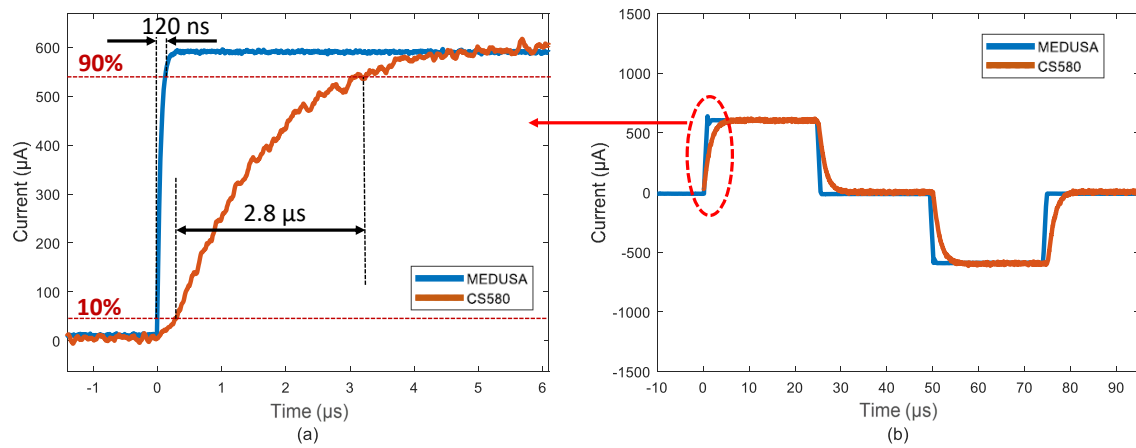 120 ns
600
90%
500
400
300
2.8 µs
200
MEDUSA
CS580
100
10%
0
-1 0 1 2 3 4 5 6
Current (µA)
Time (µs)
(a)
1500
MEDUSA
CS580
1000
500
0
-500
-1000
-1500
-10 0 10 20 30 40 50 60 70 80 90
Current (µA)
Time (µs)
(b)